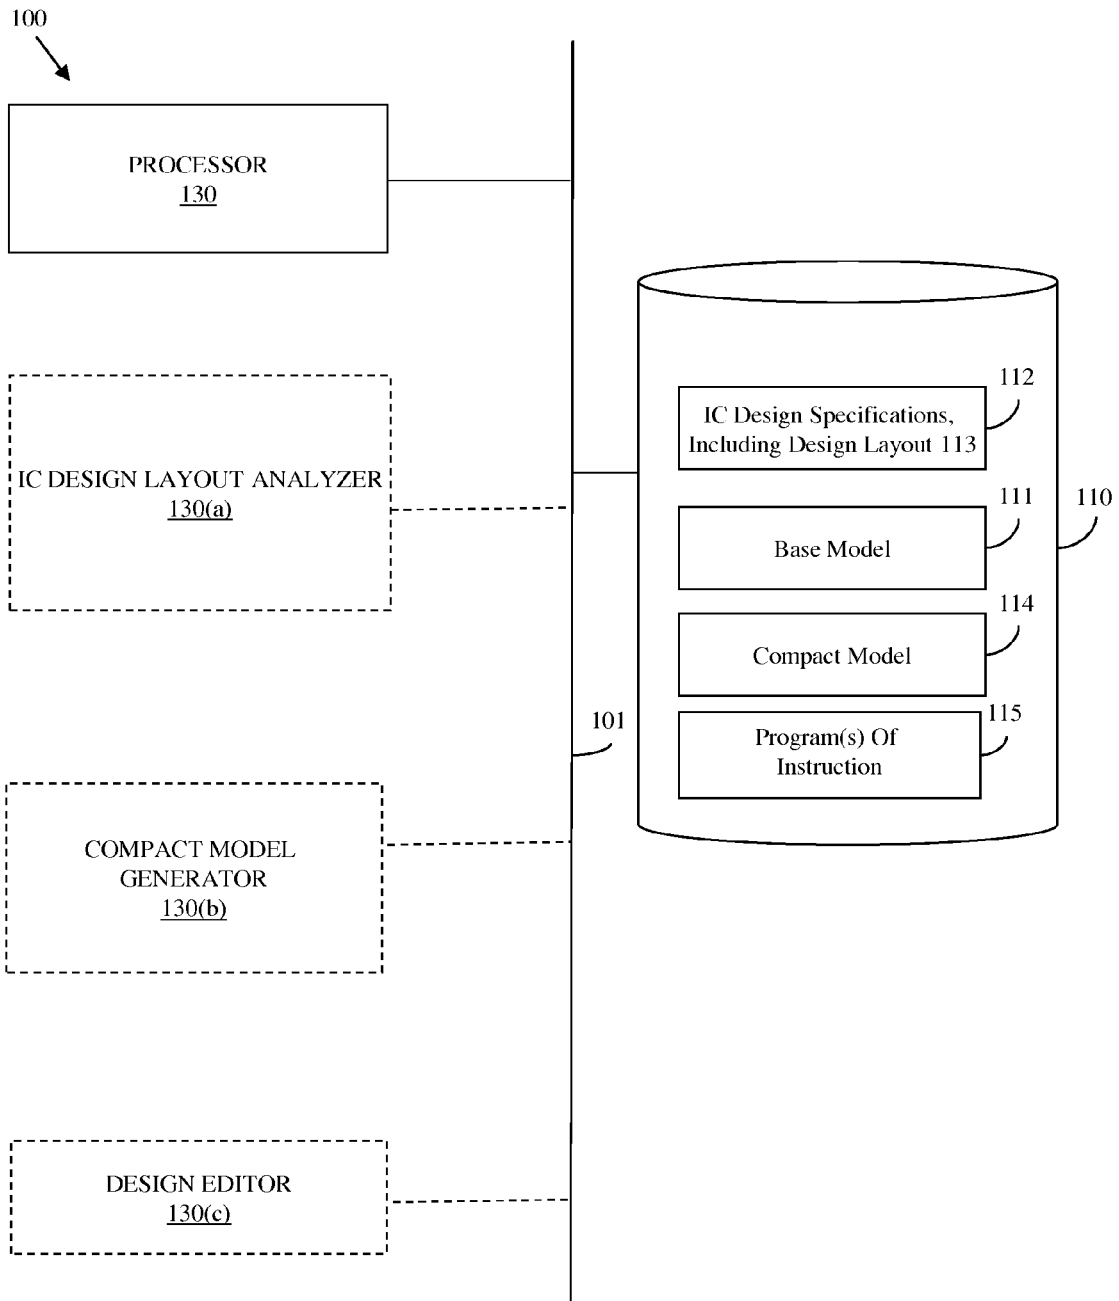 100
PROCESSOR
130
IC DESIGN LAYOUT ANALYZER
130(a)
COMPACT MODEL
GENERATOR
130(b)
DESIGN EDITOR
130(c)
101
112
IC Design Specifications,
Including Design Layout 113
111
Base Model
110
114
Compact Model
115
Program(s) Of
Instruction